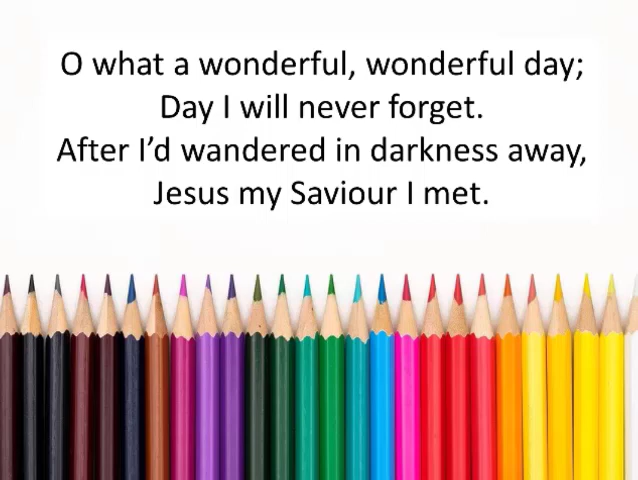 O what a wonderful, wonderful day;
Day I will never forget.
After I’d wandered in darkness away,
Jesus my Saviour I met.